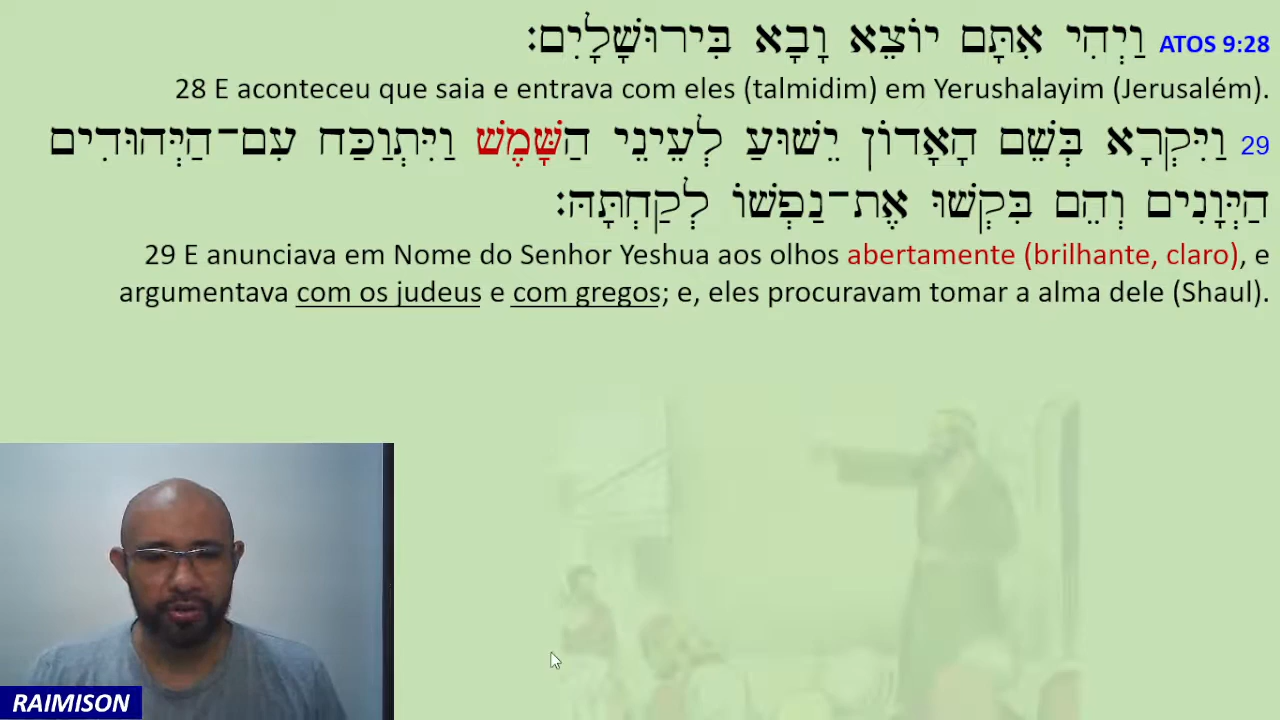 ATOS 9:28 וַיְהִי אִתָּם יוֹצֵא וָבָא בִּירוּשָׁלָיִם׃
28 E aconteceu que saia e entrava com eles (talmidim) em Yerushalayim (Jerusalém).
29 וַיִּקְרָא בְּשֵׁם הָאָדוֹן יֵשׁוּעַ לְעֵינֵי הַשָּׁמֶשׁ וַיִּתְוַכַּח עִם־הַיְּהוּדִים
הַיְּוָנִים וְהֵם בִּקְשׁוּ אֶת־נַפְשׁוֹ לְקַחְתָּהּ׃
29 E anunciava em Nome do Senhor Yeshua aos olhos abertamente (brilhante, claro), e
argumentava com os judeus e com gregos; e, eles procuravam tomar a alma dele (Shaul).
RAIMISON